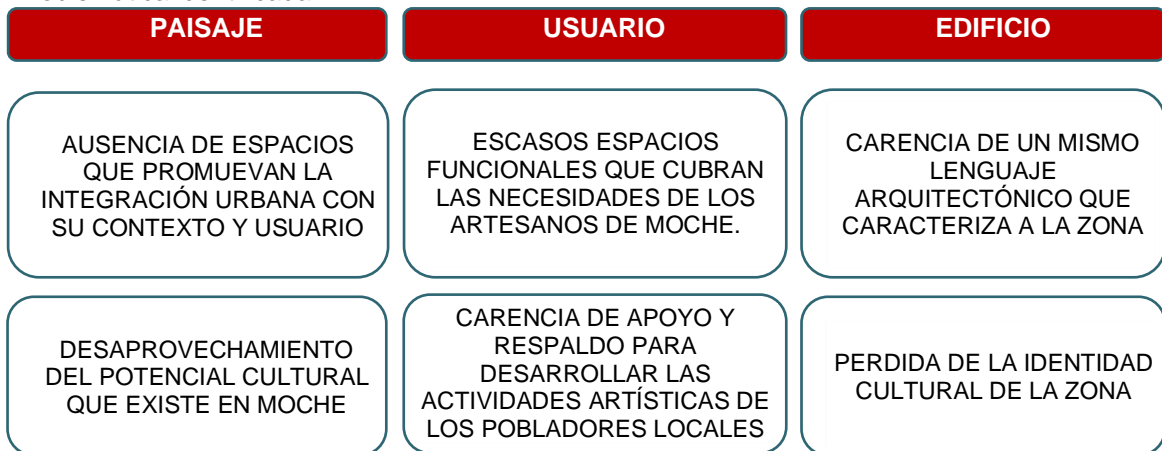 PAISAJE
USUARIO
EDIFICIO
AUSENCIA DE ESPACIOS
QUE PROMUEVAN LA
INTEGRACIÓN URBANA CON
SU CONTEXTO Y USUARIO
ESCASOS ESPACIOS
FUNCIONALES QUE CUBRAN
LAS NECESIDADES DE LOS
ARTESANOS DE MOCHE.
CARENCIA DE UN MISMO
LENGUAJE
ARQUITECTÓNICO QUE
CARACTERIZA A LA ZONA
DESAPROVECHAMIENTO
DEL POTENCIAL CULTURAL
QUE EXISTE EN MOCHE
CARENCIA DE APOYO Y
RESPALDO PARA
DESARROLLAR LAS
ACTIVIDADES ARTÍSTICAS DE
LOS POBLADORES LOCALES
PERDIDA DE LA IDENTIDAD
CULTURAL DE LA ZONA